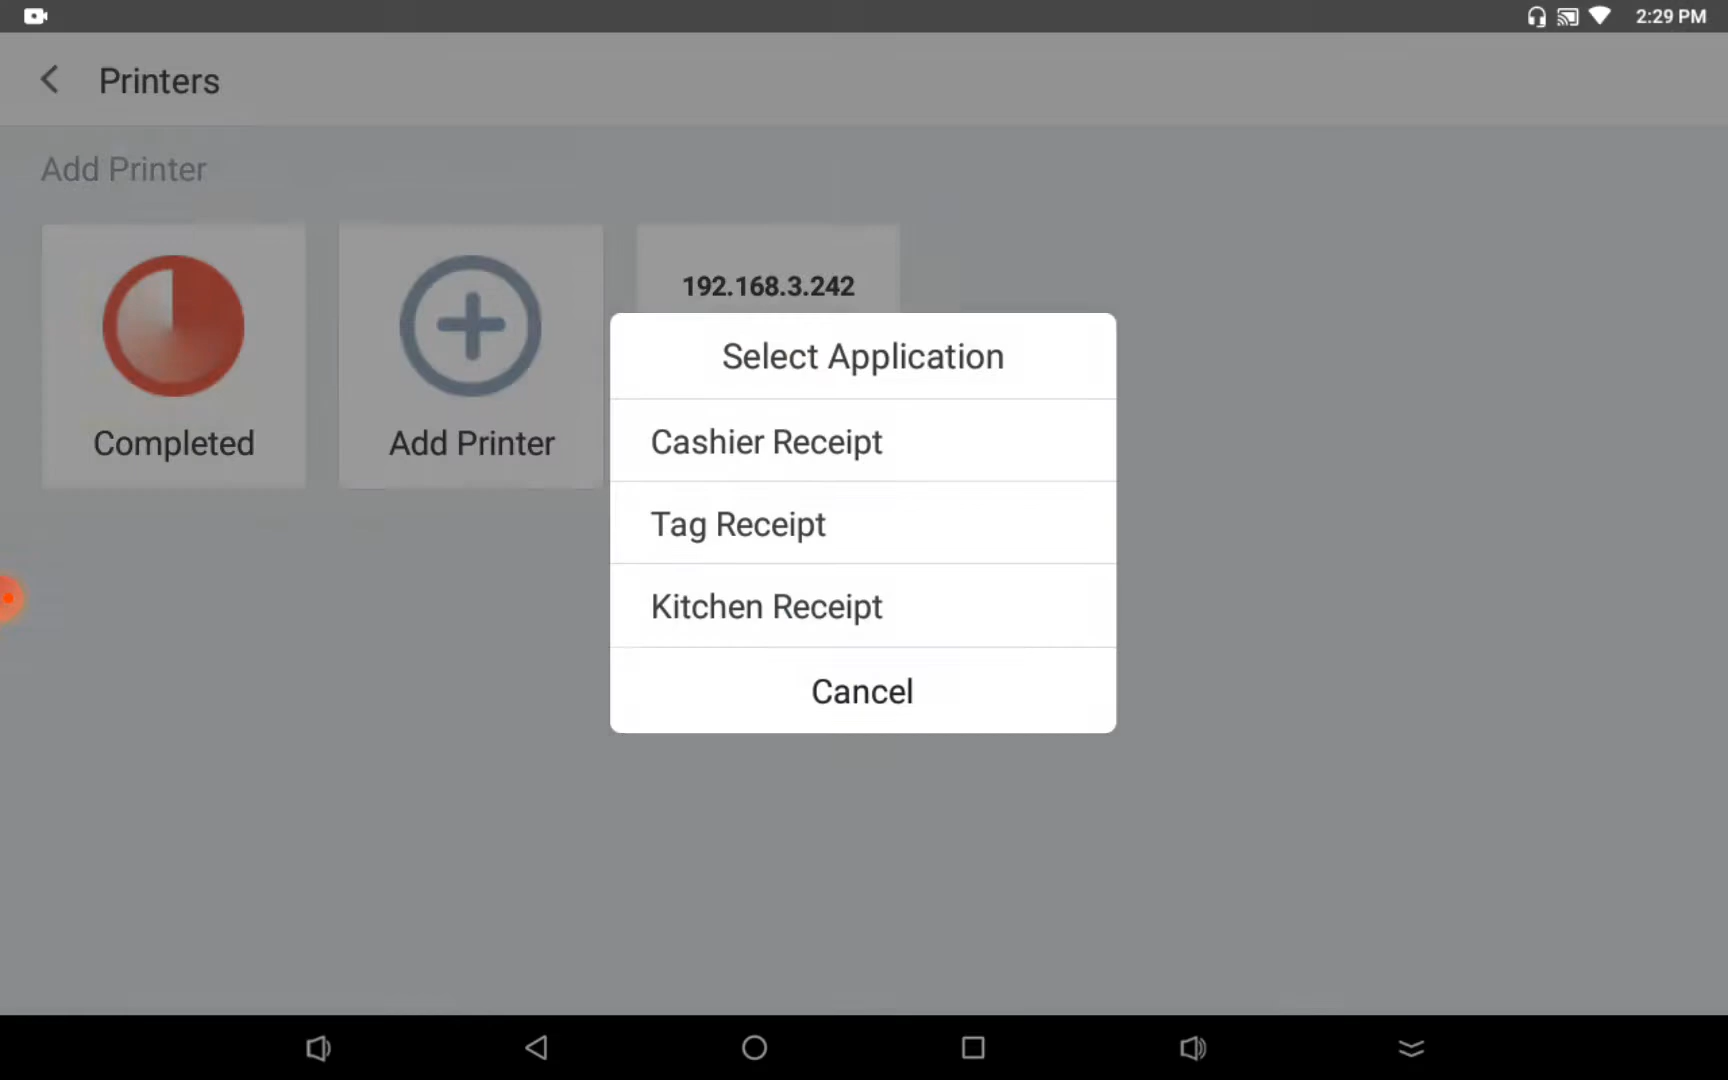 2:29 PM
Printers
Add Printer
192.168.3.242
Completed
Add Printer
Select Application
Cashier Receipt
Tag Receipt
Kitchen Receipt
Cancel